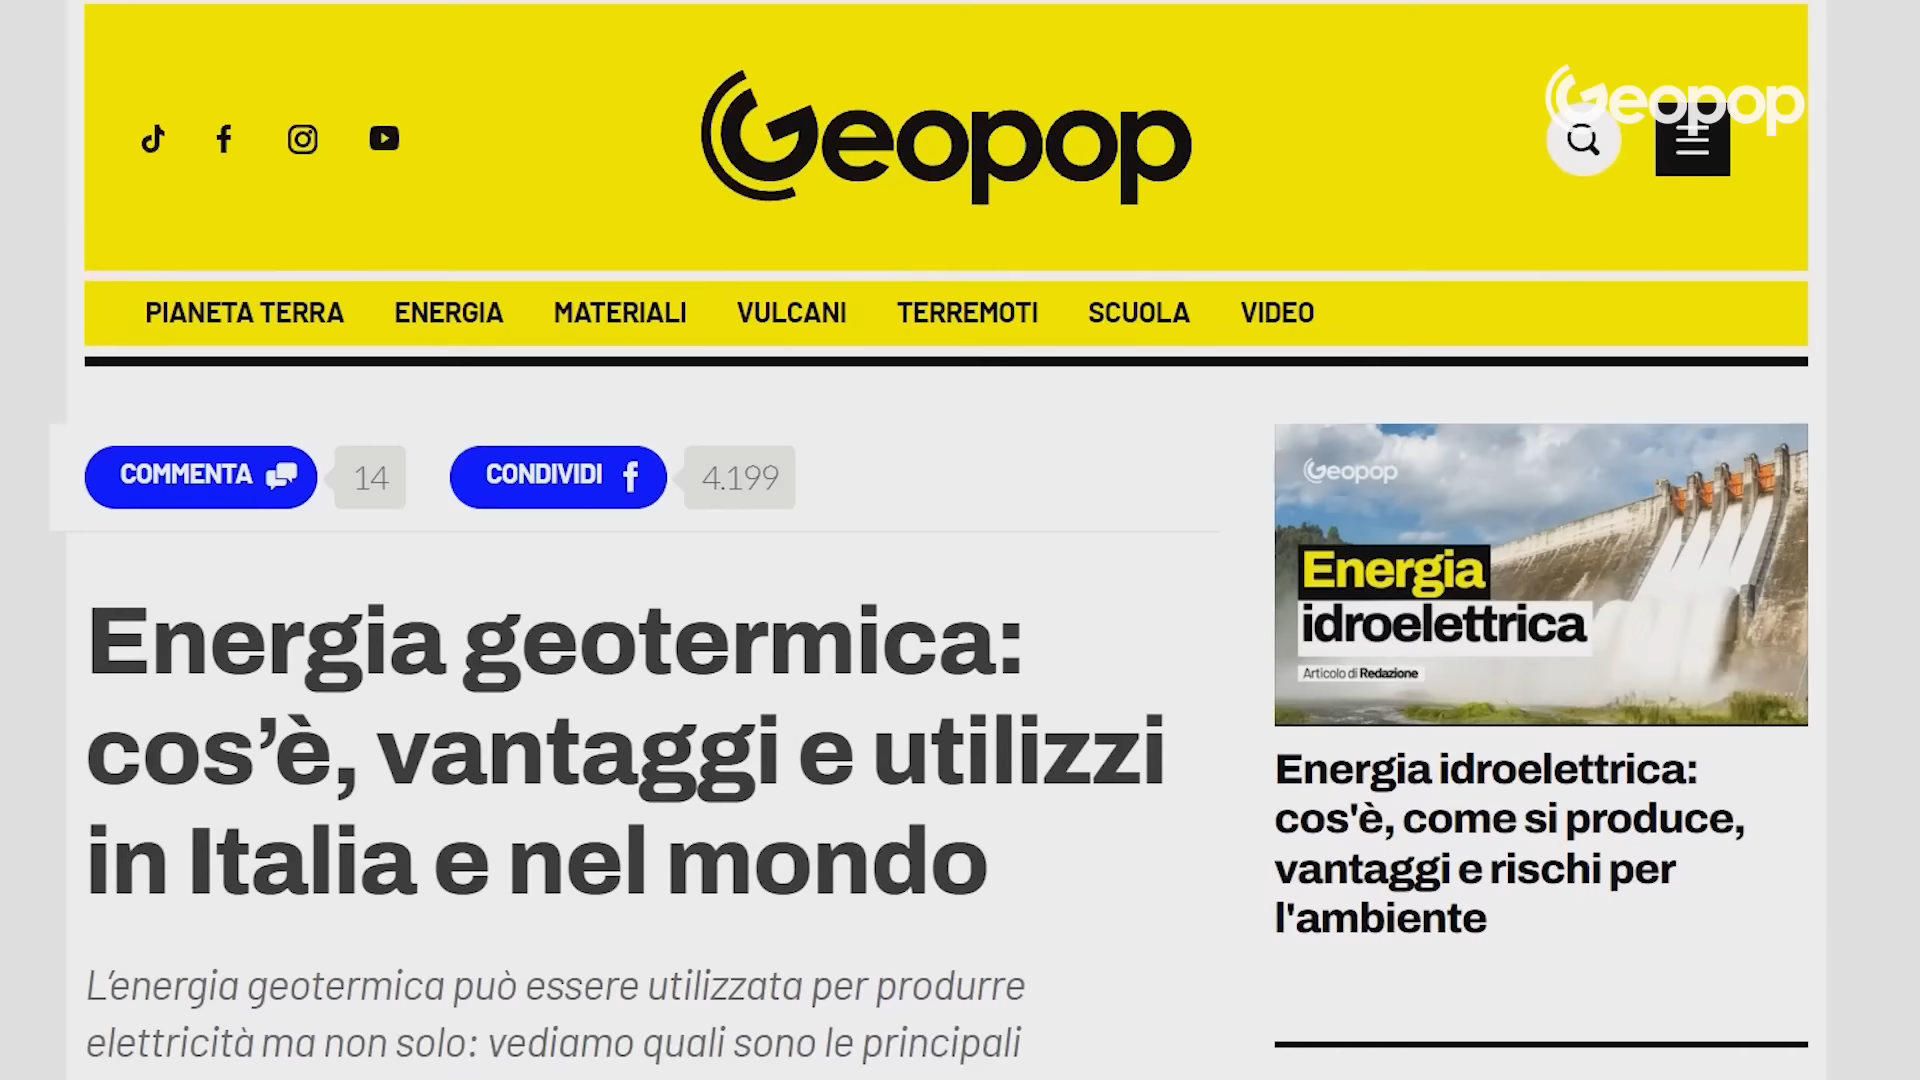 Geopop
Geopop
PIANETA TERRA ENERGIA MATERIALI VULCANI TERREMOTI SCUOLA VIDEO
COMMENTA 14 CONDIVIDI 4.199
Energia geotermica:
cos’è, vantaggi e utilizzi
in Italia e nel mondo
L’energia geotermica può essere utilizzata per produrre
elettricità ma non solo: vediamo quali sono le principali
Geopop
Energia
idroelettrica
Articolo di Redazione
Energia idroelettrica:
cos'è, come si produce,
vantaggi e rischi per
l'ambiente